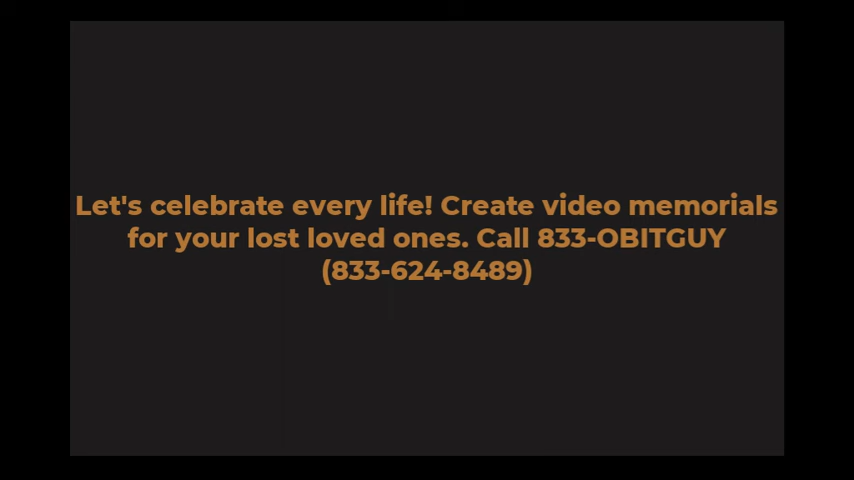 Let's celebrate every life! Create video memorials
for your lost loved ones. Call 833-OBITGUY
(833-624-8489)